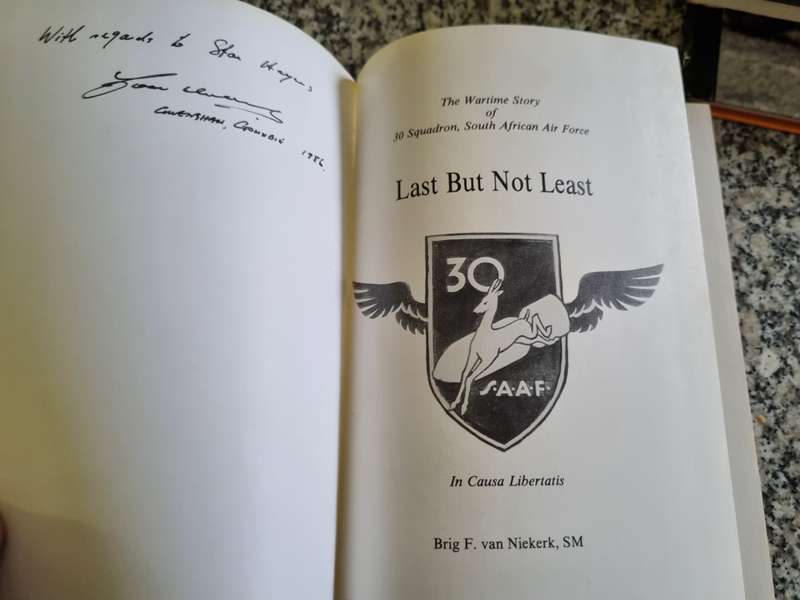 With regards to Stan
1986.
The Wartime Story
of
30 Squadron, South African Air Force
Last But Not Least
30
S.A.A.F.
In Causa Libertatis
Brig F. van Niekerk, SM